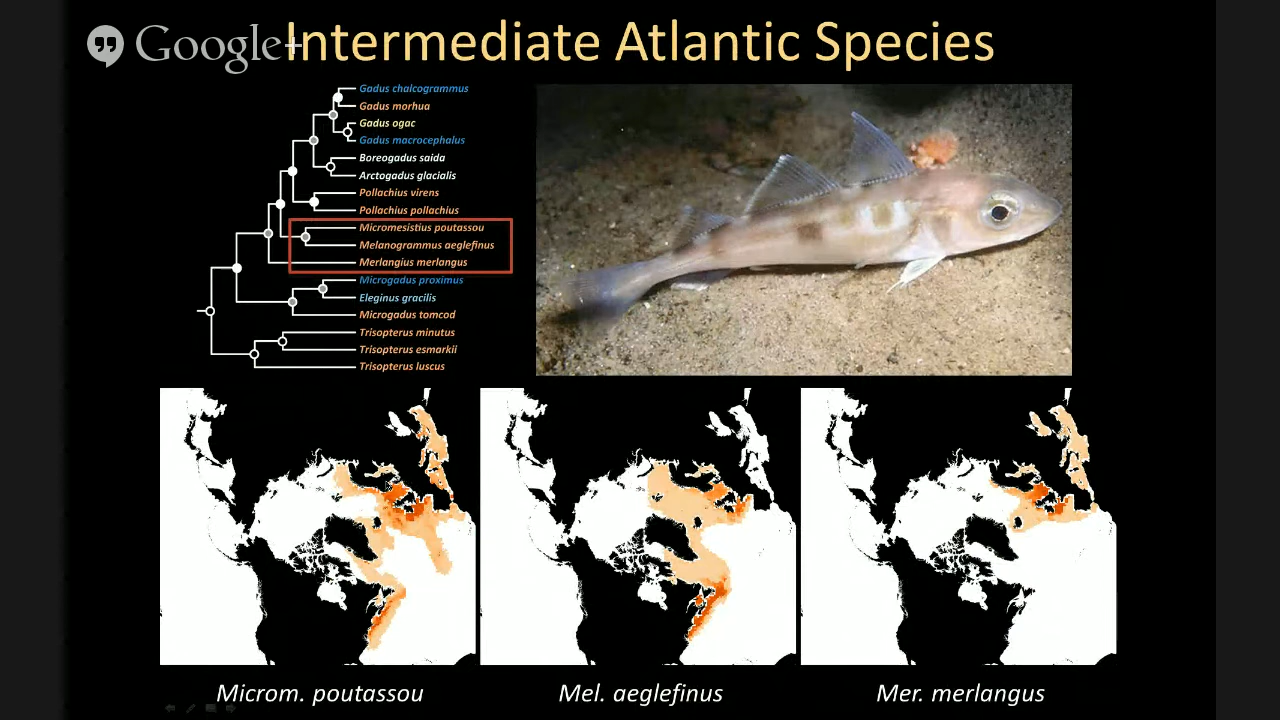 Google+
Intermediate Atlantic Species
Gadus chalcogrammus
Gadus morhua
Gadus ogac
Gadus macrocephalus
Boreogadus saida
Arctogadus glacialis
Pollachius virens
Pollachius pollachius
Micromesistius poutassou
Melanogrammus aeglefinus
Merlangius merlangus
Microgadus proximus
Eleginus gracilis
Microgadus tomcod
Trisopterus minutus
Trisopterus esmarkii
Trisopterus luscus
Microm. poutassou
Mel. aeglefinus
Mer. merlangus